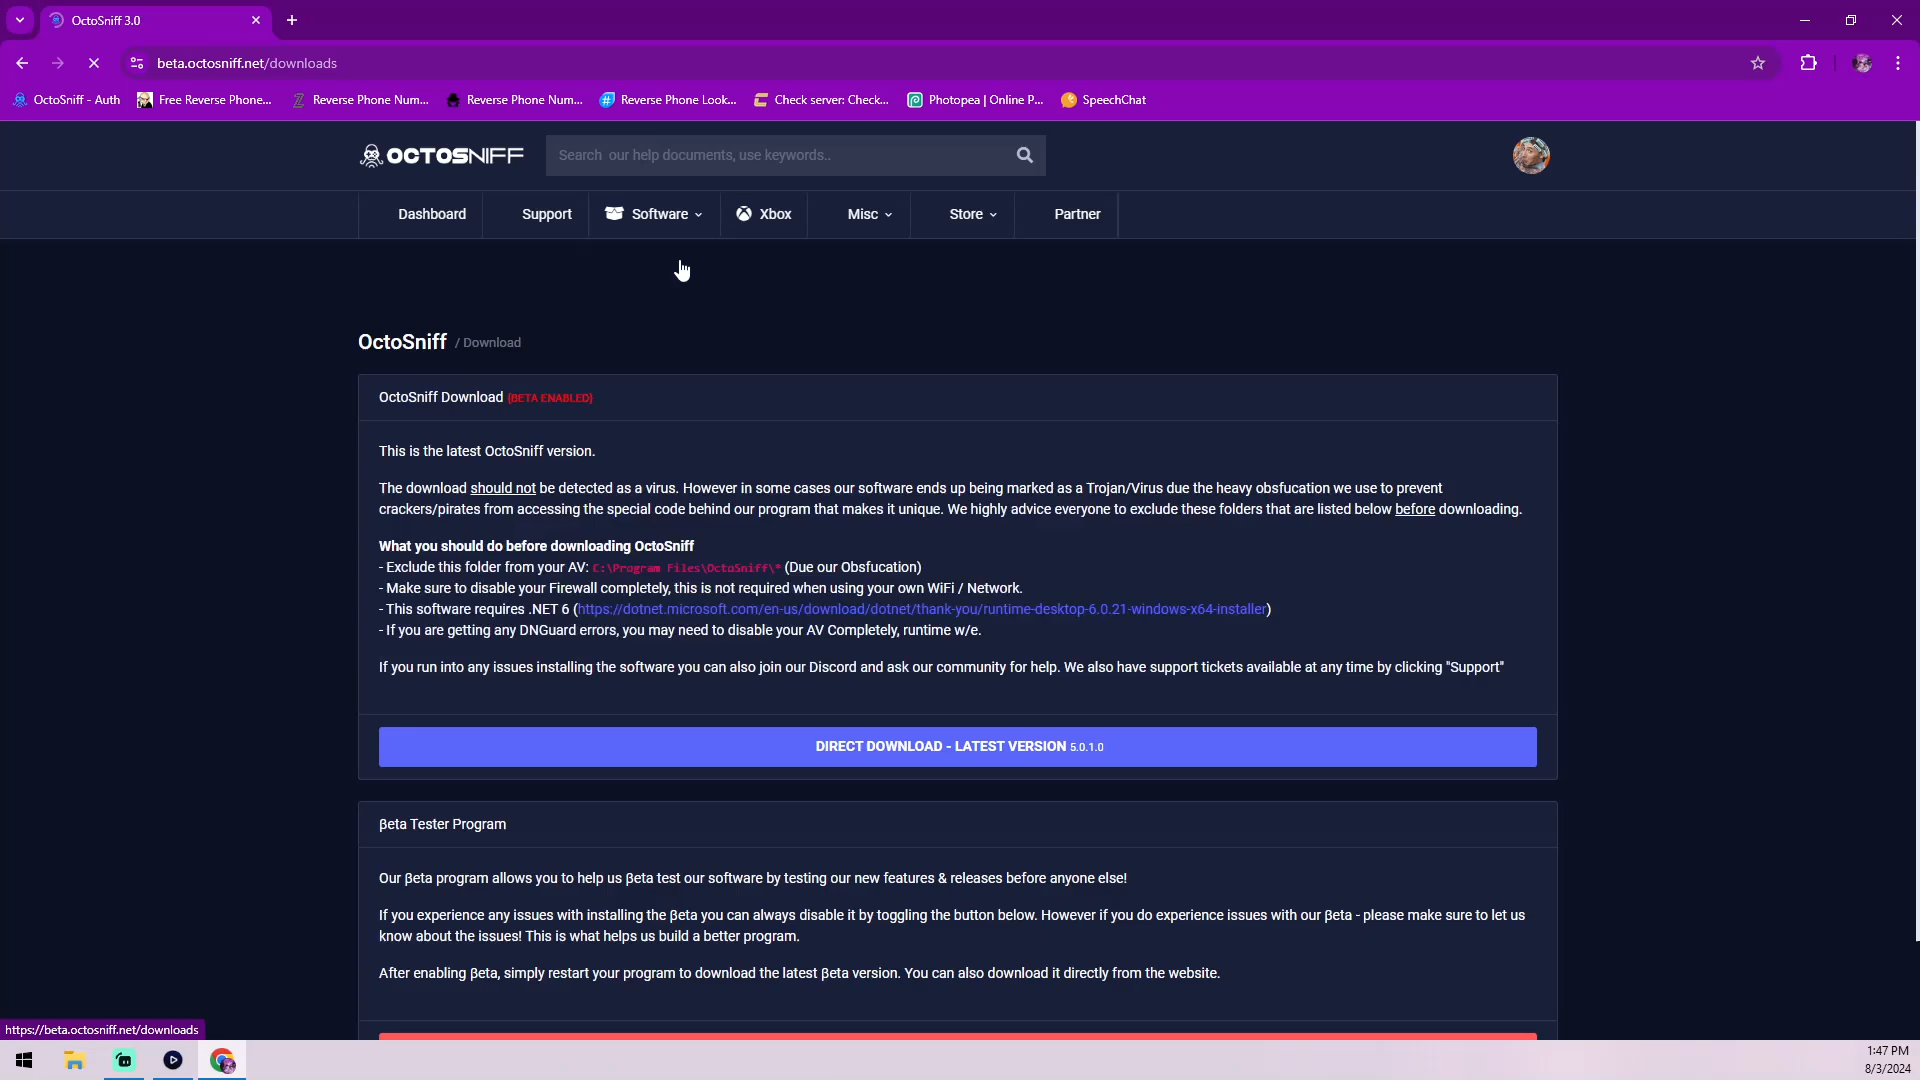 OctoSniff 3.0
beta.octosniff.net/downloads
OctoSniff - Auth
Free Reverse Phone...
Reverse Phone Num...
Reverse Phone Num...
Reverse Phone Look...
Check server: Check...
Photopea | Online P...
SpeechChat
OCTOSNIFF
Search our help documents, use keywords..
Dashboard
Support
Software
Xbox
Misc
Store
Partner
OctoSniff / Download
OctoSniff Download (BETA ENABLED)
This is the latest OctoSniff version.
The download should not be detected as a virus. However in some cases our software ends up being marked as a Trojan/Virus due the heavy obsfucation we use to prevent
crackers/pirates from accessing the special code behind our program that makes it unique. We highly advice everyone to exclude these folders that are listed below before downloading.
What you should do before downloading OctoSniff
- Exclude this folder from your AV: C:\Program Files\OctoSniff\* (Due our Obsfucation)
- Make sure to disable your Firewall completely, this is not required when using your own WiFi / Network.
- This software requires .NET 6 (https://dotnet.microsoft.com/en-us/download/dotnet/thank-you/runtime-desktop-6.0.21-windows-x64-installer)
- If you are getting any DNGuard errors, you may need to disable your AV Completely, runtime w/e.
If you run into any issues installing the software you can also join our Discord and ask our community for help. We also have support tickets available at any time by clicking "Support"
DIRECT DOWNLOAD - LATEST VERSION 5.0.1.0
βeta Tester Program
Our βeta program allows you to help us βeta test our software by testing our new features & releases before anyone else!
If you experience any issues with installing the βeta you can always disable it by toggling the button below. However if you do experience issues with our βeta - please make sure to let us
know about the issues! This is what helps us build a better program.
After enabling βeta, simply restart your program to download the latest βeta version. You can also download it directly from the website.
https://beta.octosniff.net/downloads
1:47 PM
8/3/2024